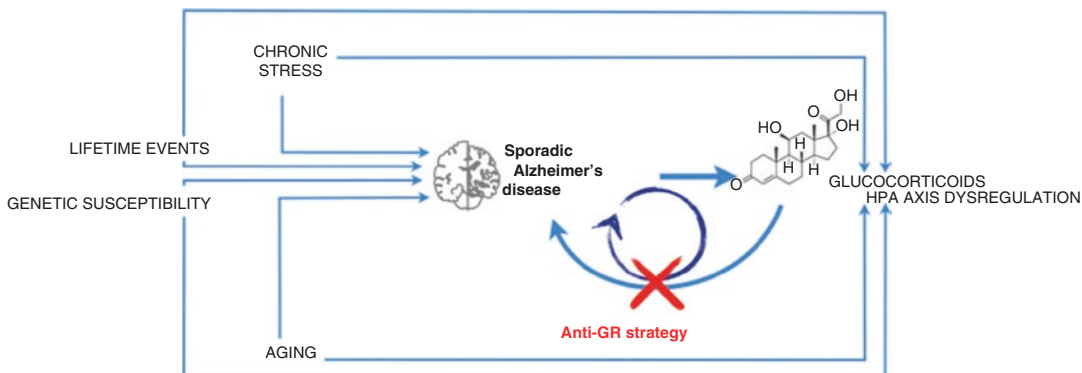 CHRONIC
STRESS
LIFETIME EVENTS
GENETIC SUSCEPTIBILITY
AGING
Sporadic
Alzheimer's
disease
Anti-GR strategy
OH
O
HO
OH
H
H
H
O
GLUCOCORTICOIDS
HPA AXIS DYSREGULATION